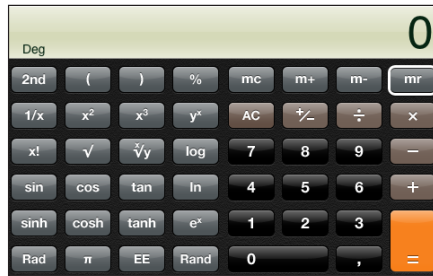 0
Deg
2nd ( ) % mc m+ m- mr
1/x x² x³ yˣ AC ⁺/₋ ÷ ×
x! √ ˣ√y log 7 8 9 −
sin cos tan ln 4 5 6 +
sinh cosh tanh eˣ 1 2 3
Rad π EE Rand 0 , =